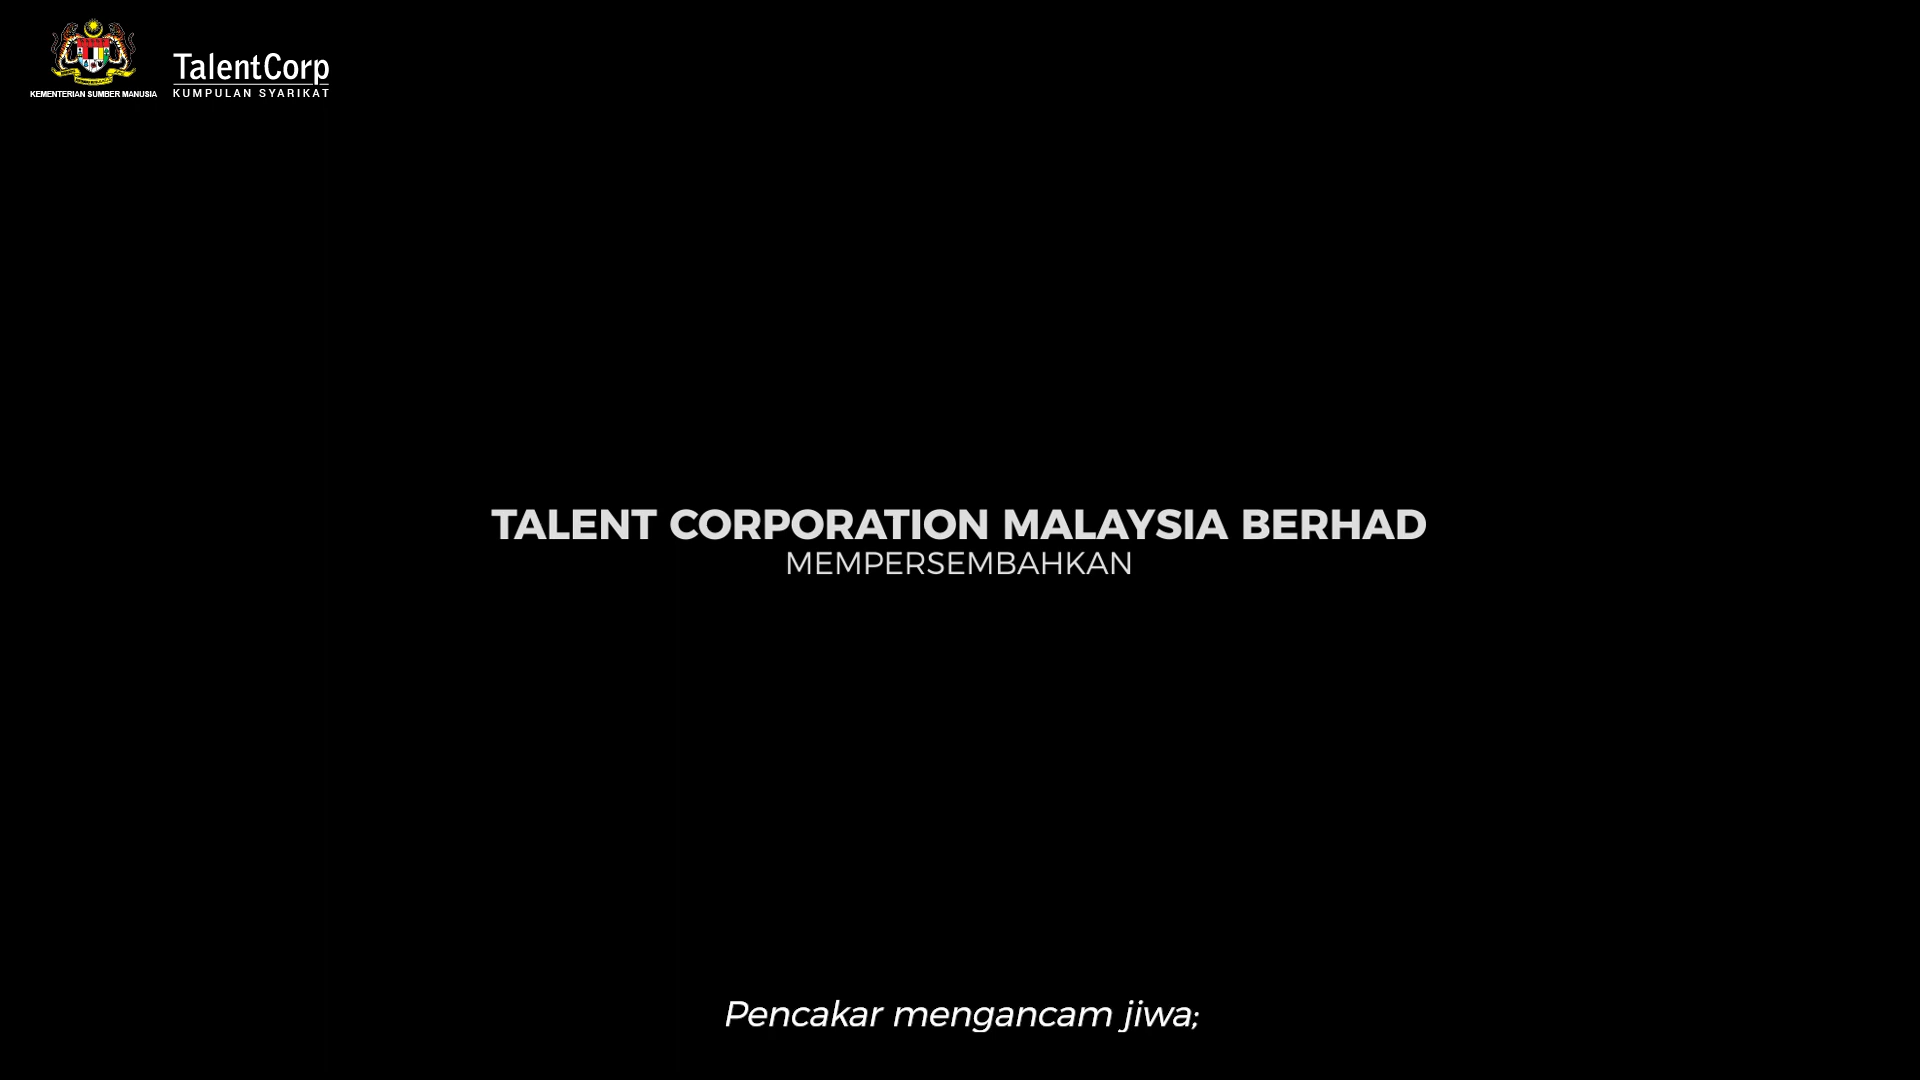 KEMENTERIAN SUMBER MANUSIA
TalentCorp
KUMPULAN SYARIKAT
TALENT CORPORATION MALAYSIA BERHAD
MEMPERSEMBAHKAN
Pencakar mengancam jiwa;